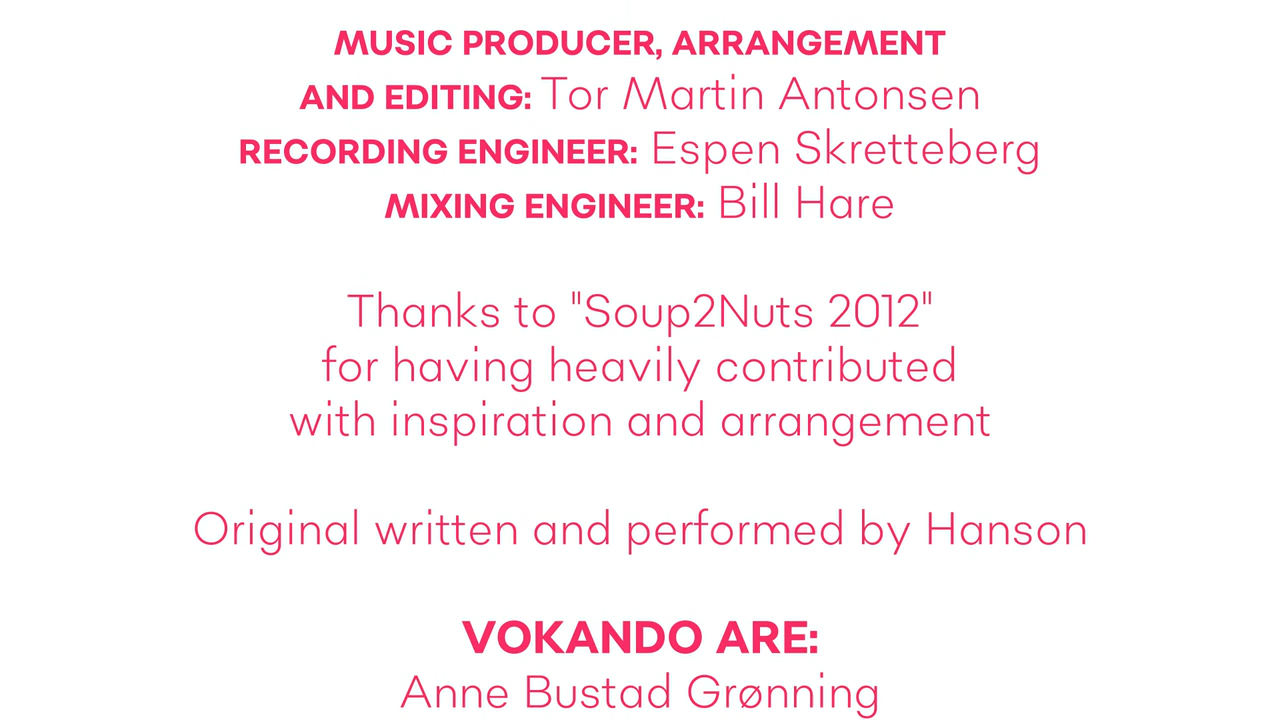 MUSIC PRODUCER, ARRANGEMENT
AND EDITING: Tor Martin Antonsen
RECORDING ENGINEER: Espen Skretteberg
MIXING ENGINEER: Bill Hare
Thanks to "Soup2Nuts 2012"
for having heavily contributed
with inspiration and arrangement
Original written and performed by Hanson
VOKANDO ARE:
Anne Bustad Grønning